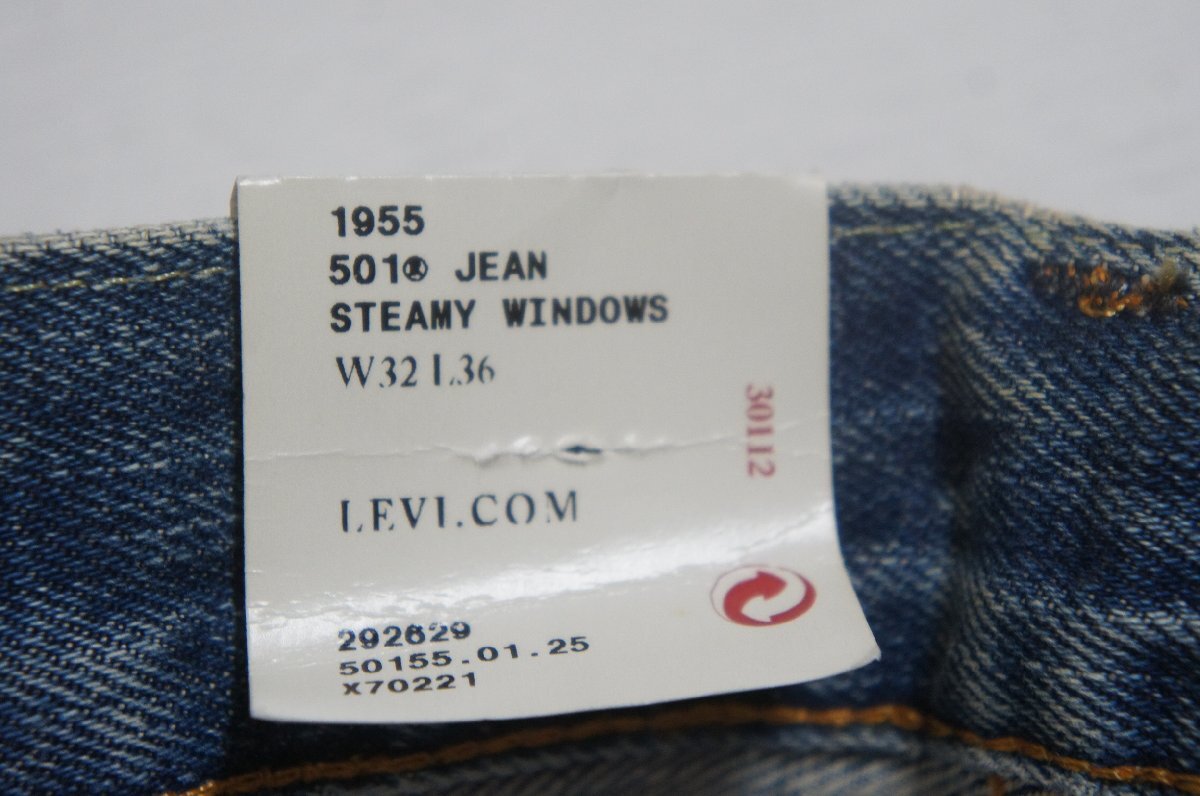 1955
501® JEAN
STEAMY WINDOWS
W32 L36
30112
LEVI.COM
292629
50155.01.25
X70221